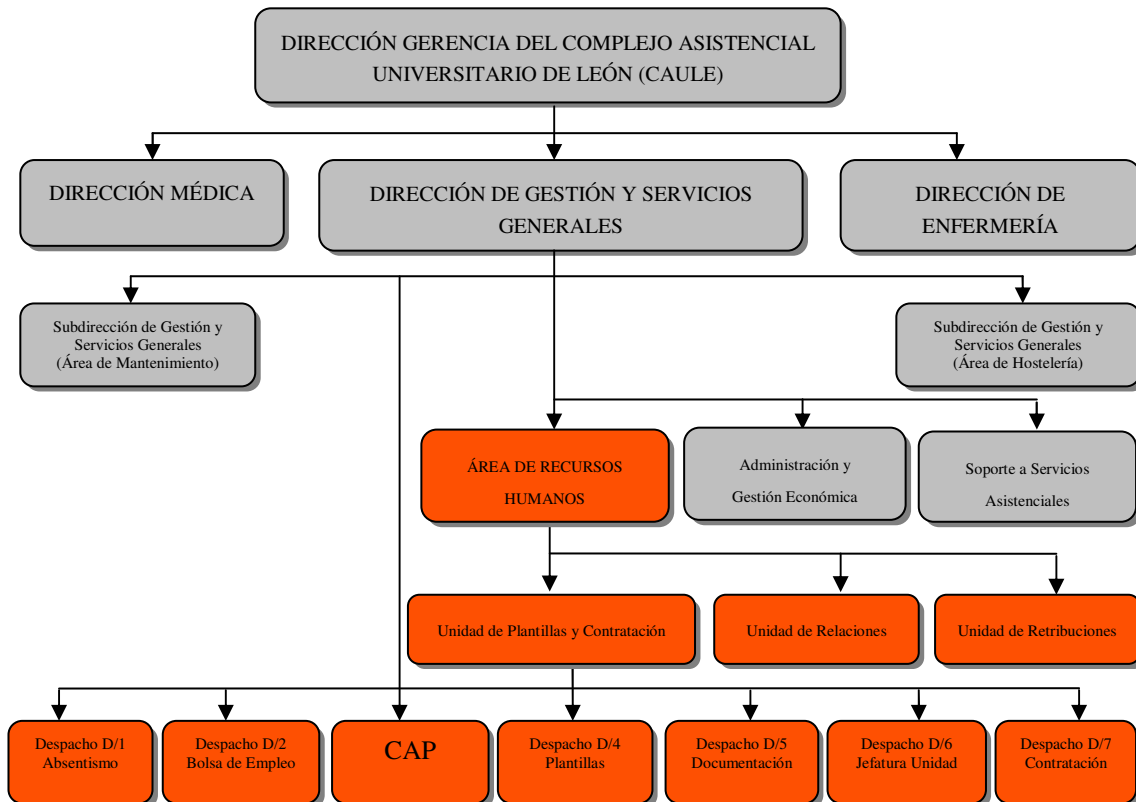 DIRECCIÓN GERENCIA DEL COMPLEJO ASISTENCIAL
UNIVERSITARIO DE LEÓN (CAULE)
DIRECCIÓN MÉDICA
DIRECCIÓN DE GESTIÓN Y SERVICIOS
GENERALES
DIRECCIÓN DE
ENFERMERÍA
Subdirección de Gestión y
Servicios Generales
(Área de Mantenimiento)
Subdirección de Gestión y
Servicios Generales
(Área de Hostelería)
ÁREA DE RECURSOS
HUMANOS
Administración y
Gestión Económica
Soporte a Servicios
Asistenciales
Unidad de Plantillas y Contratación
Unidad de Relaciones
Unidad de Retribuciones
Despacho D/1
Absentismo
Despacho D/2
Bolsa de Empleo
CAP
Despacho D/4
Plantillas
Despacho D/5
Documentación
Despacho D/6
Jefatura Unidad
Despacho D/7
Contratación